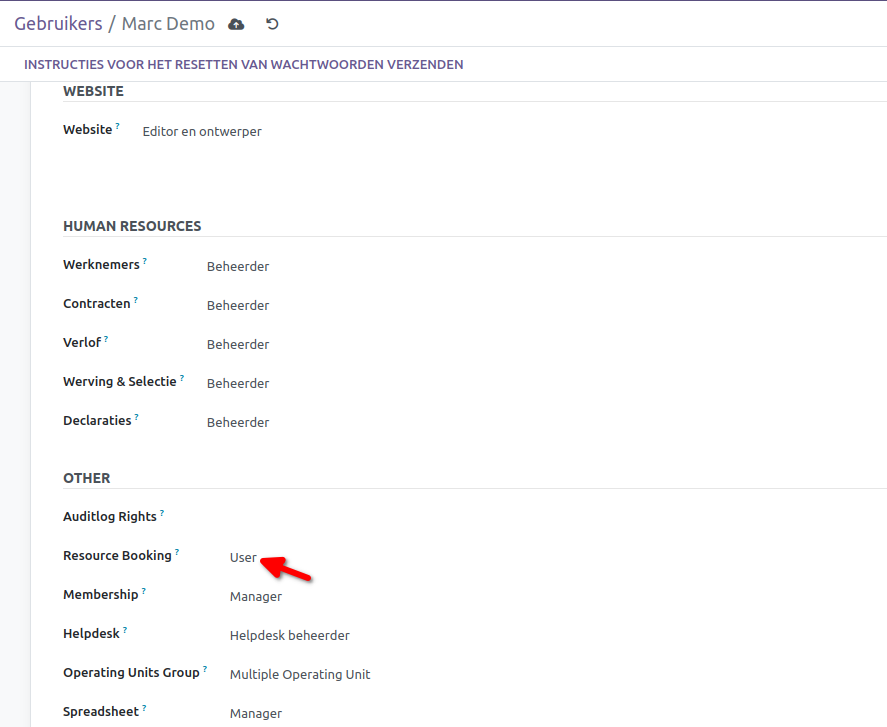 Gebruikers / Marc Demo
INSTRUCTIES VOOR HET RESETTEN VAN WACHTWOORDEN VERZENDEN
WEBSITE
Website ? Editor en ontwerper
HUMAN RESOURCES
Werknemers ? Beheerder
Contracten ? Beheerder
Verlof ? Beheerder
Werving & Selectie ? Beheerder
Declaraties ? Beheerder
OTHER
Auditlog Rights ?
Resource Booking ? User
Membership ? Manager
Helpdesk ? Helpdesk beheerder
Operating Units Group ? Multiple Operating Unit
Spreadsheet ? Manager